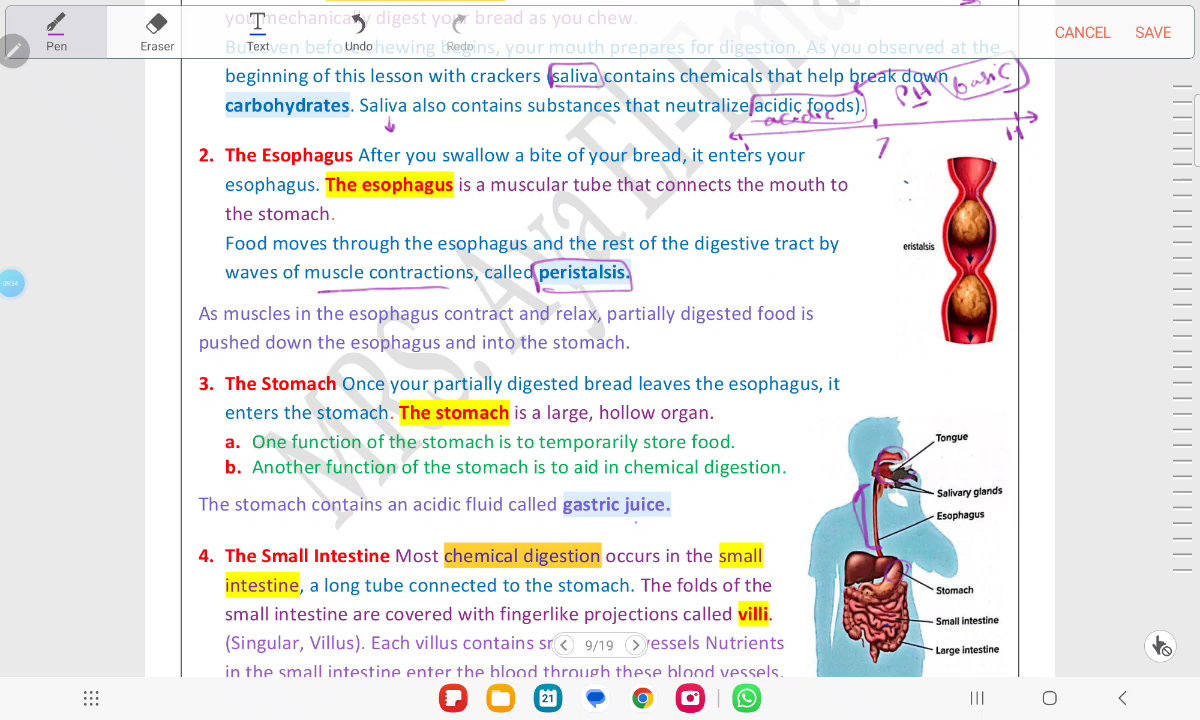 you mechanically digest your bread as you chew.
Pen
Eraser
Text
Undo
Redo
CANCEL
SAVE
But even before chewing begins, your mouth prepares for digestion. As you observed at the
beginning of this lesson with crackers (saliva contains chemicals that help break down
carbohydrates. Saliva also contains substances that neutralize acidic foods).
PH basic
acidic
7
14
2. The Esophagus After you swallow a bite of your bread, it enters your
esophagus. The esophagus is a muscular tube that connects the mouth to
the stomach.
Food moves through the esophagus and the rest of the digestive tract by
waves of muscle contractions, called peristalsis.
eristalsis
As muscles in the esophagus contract and relax, partially digested food is
pushed down the esophagus and into the stomach.
3. The Stomach Once your partially digested bread leaves the esophagus, it
enters the stomach. The stomach is a large, hollow organ.
a. One function of the stomach is to temporarily store food.
b. Another function of the stomach is to aid in chemical digestion.
The stomach contains an acidic fluid called gastric juice.
Tongue
Salivary glands
Esophagus
Stomach
Small intestine
Large intestine
4. The Small Intestine Most chemical digestion occurs in the small
intestine, a long tube connected to the stomach. The folds of the
small intestine are covered with fingerlike projections called villi.
(Singular, Villus). Each villus contains
Nutrients
in the small intestine enter the blood through these blood vessels.
9/19
21
MRS. Aya